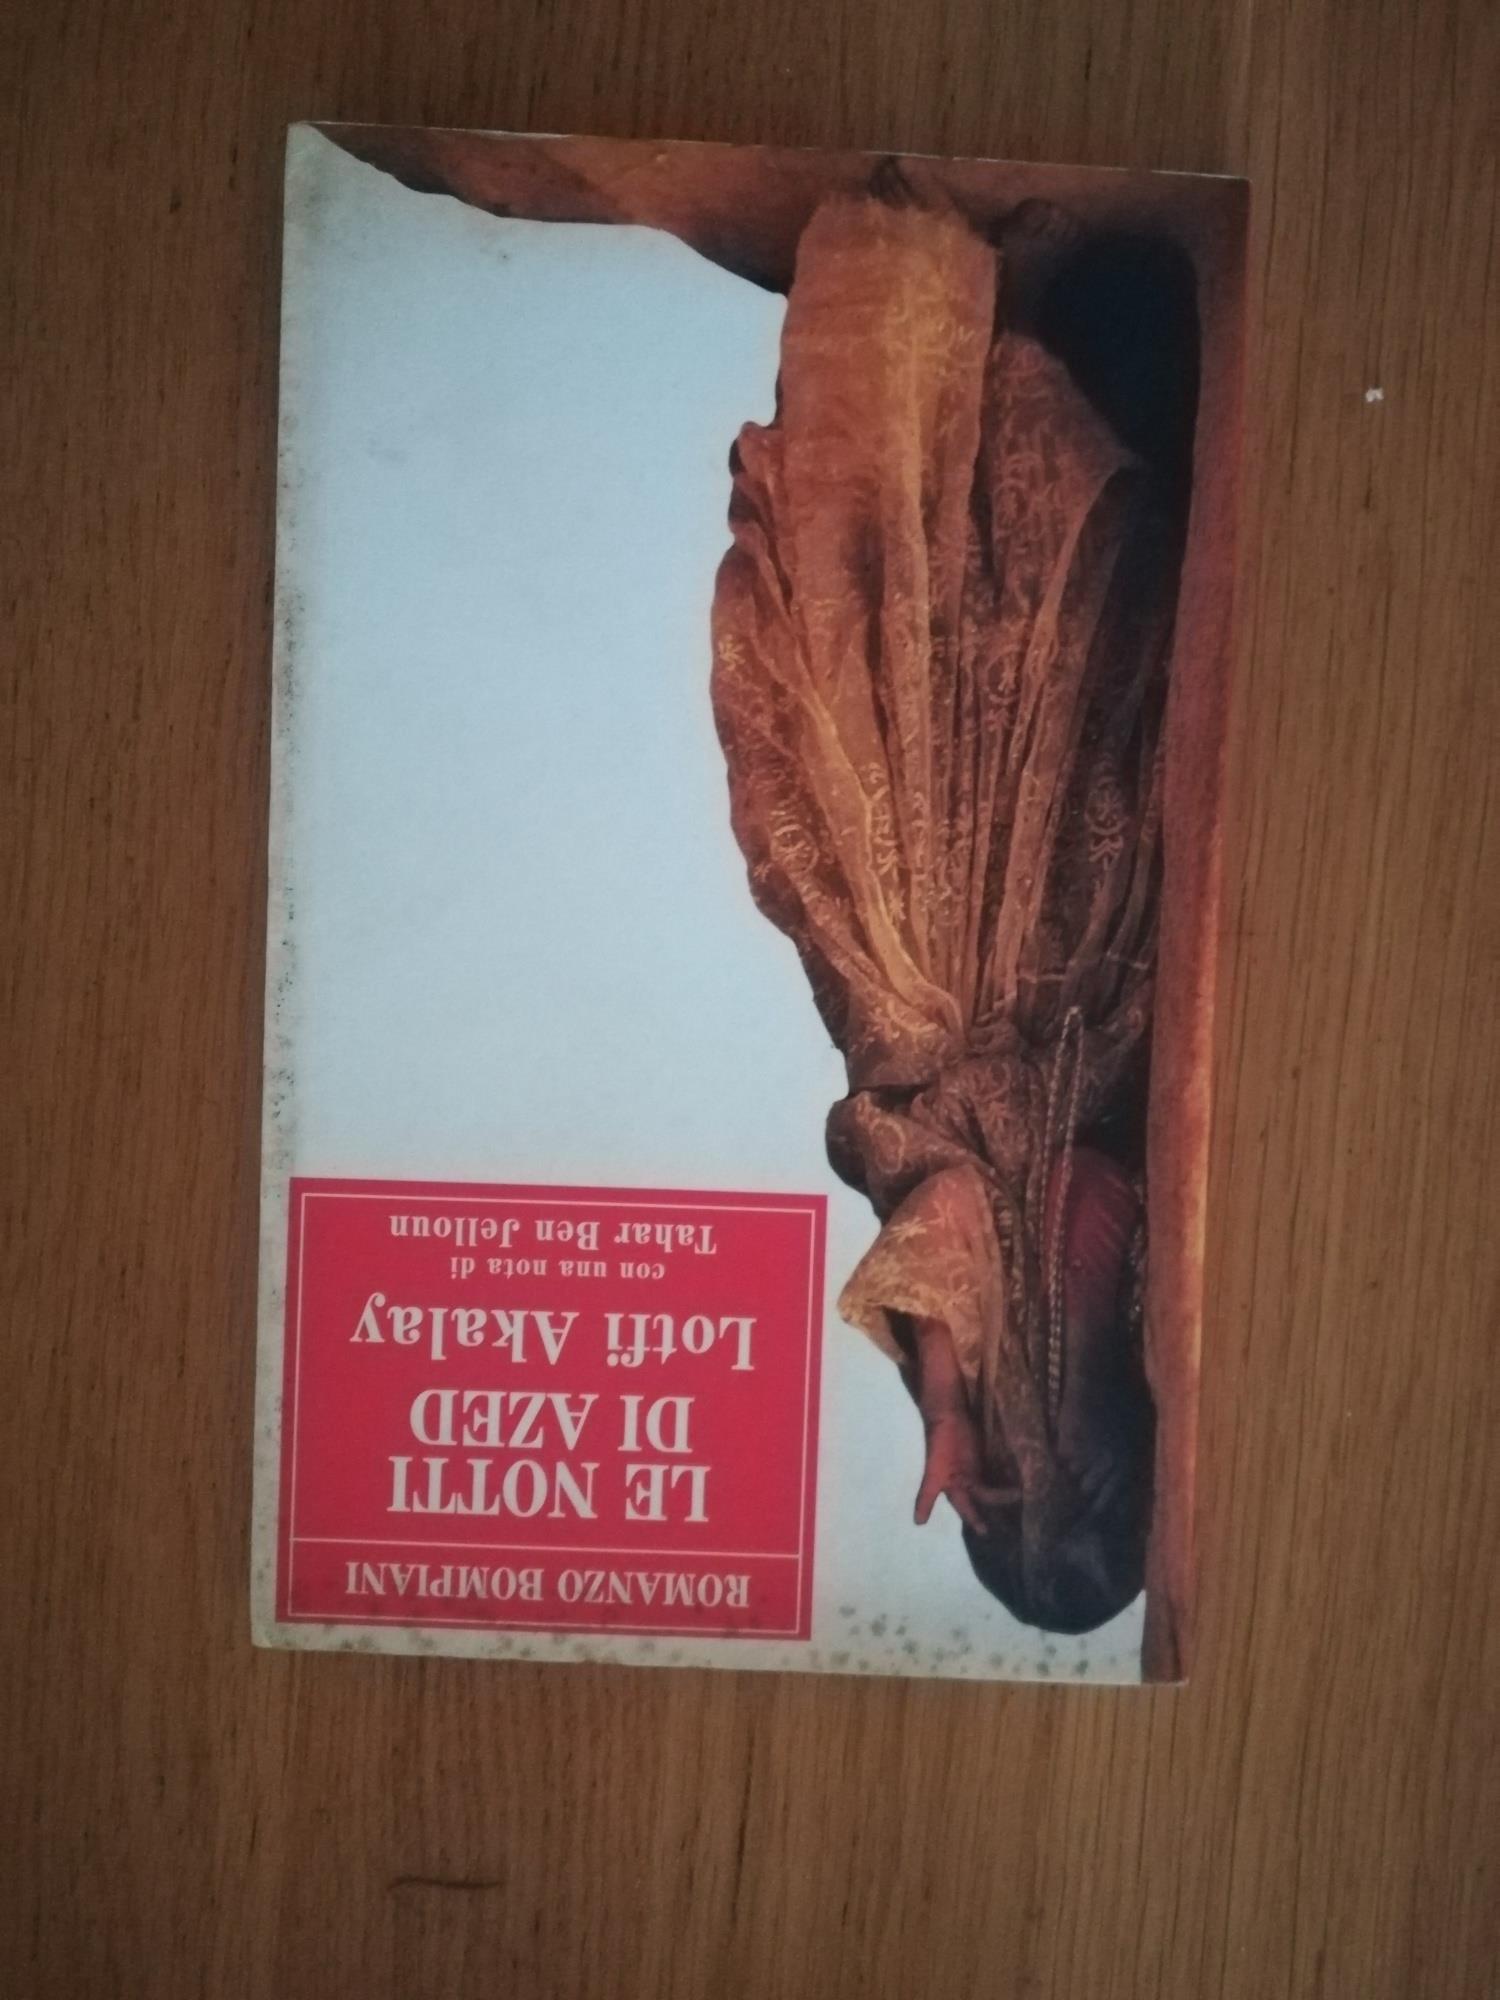 ROMANZO BOMPIANI
LE NOTTI
DI AZED
Lotfi Akalay
con una nota di
Tahar Ben Jelloun